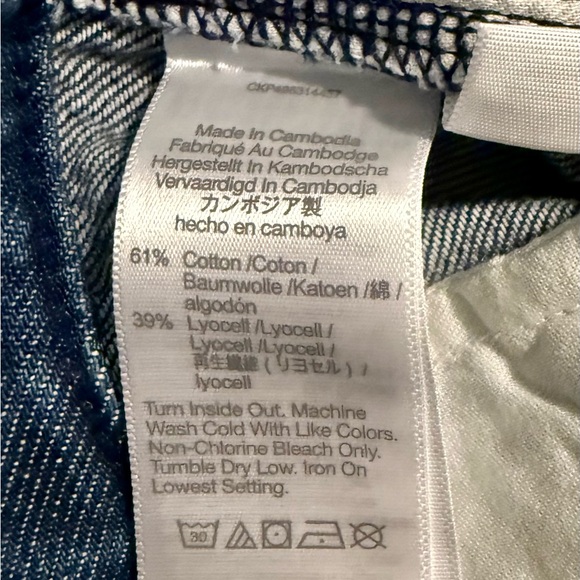 CKP485314437
Made In Cambodia
Fabriqué Au Cambodge
Hergestellt In Kambodscha
Vervaardigd In Cambodja
カンボジア製
hecho en camboya
61% Cotton /Coton /
Baumwolle /Katoen /綿 /
algodón
39% Lyocell /Lyocell /
Lyocell /Lyocell /
再生繊維 ( リヨセル ) /
lyocell
Turn Inside Out. Machine
Wash Cold With Like Colors.
Non-Chlorine Bleach Only.
Tumble Dry Low. Iron On
Lowest Setting.
30